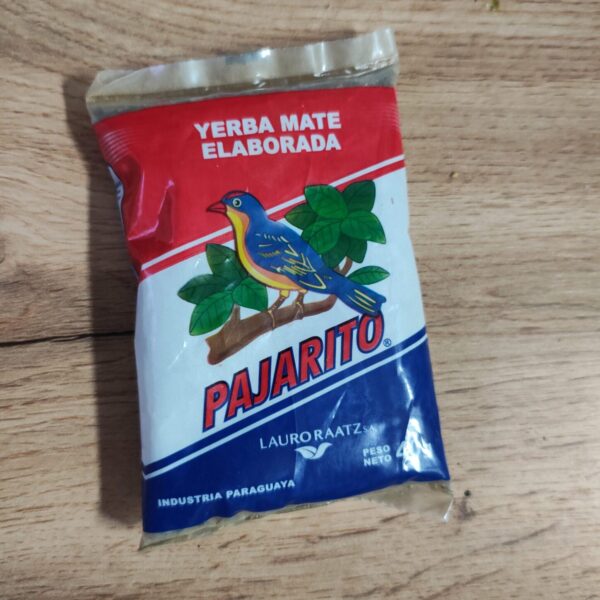 YERBA MATE
ELABORADA
PAJARITO®
LAURO RAATZ S.A.
PESO
NETO
INDUSTRIA PARAGUAYA